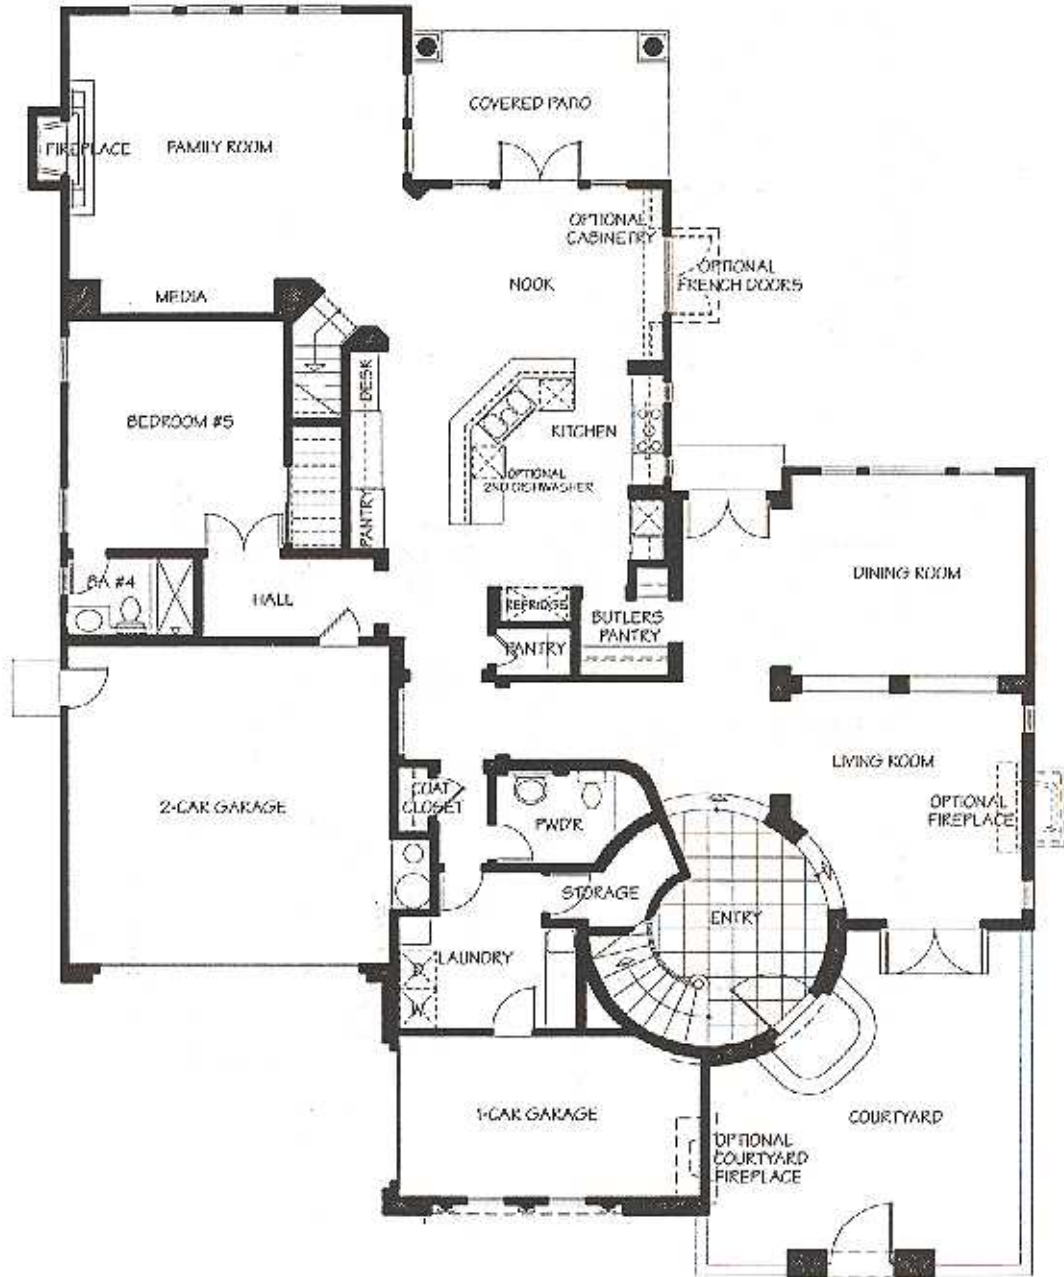 COVERED PATIO
FIREPLACE
FAMILY ROOM
OPTIONAL
CABINETRY
OPTIONAL
FRENCH DOORS
NOOK
MEDIA
DESK
BEDROOM #5
KITCHEN
OPTIONAL
2ND DISHWASHER
PANTRY
DINING ROOM
BA #4
HALL
REFRIDGE
BUTLERS
PANTRY
PANTRY
LIVING ROOM
COAT
CLOSET
2-CAR GARAGE
OPTIONAL
FIREPLACE
PWD'R
STORAGE
ENTRY
LAUNDRY
D
W
1-CAR GARAGE
COURTYARD
OPTIONAL
COURTYARD
FIREPLACE